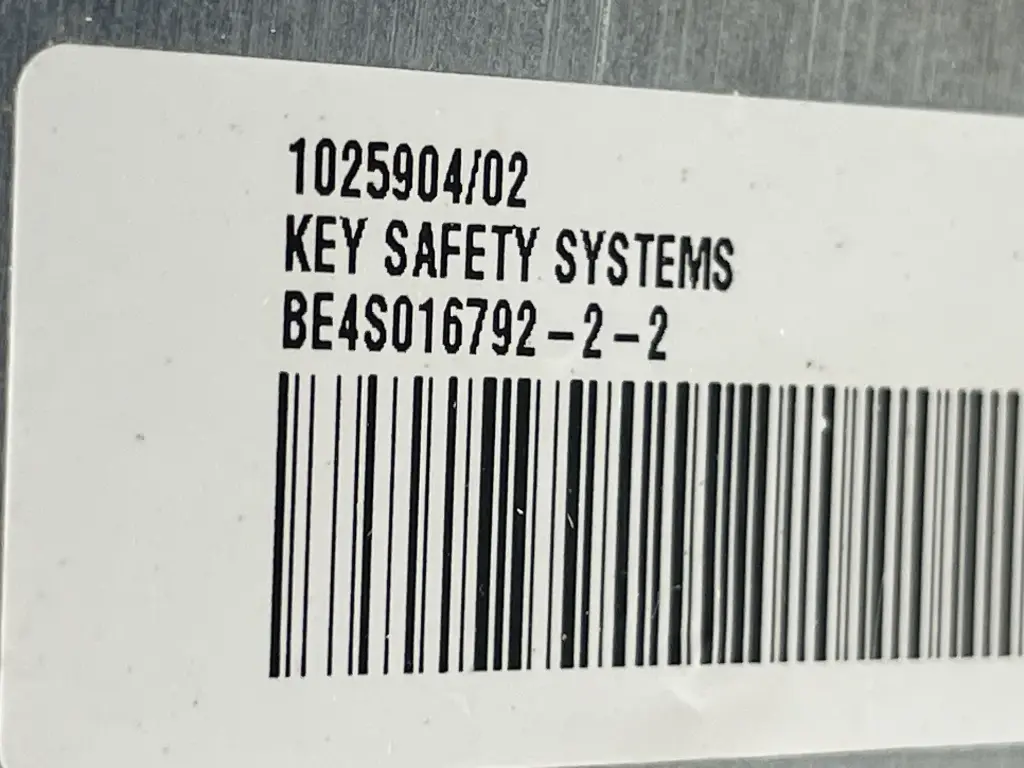 1025904/02
KEY SAFETY SYSTEMS
BE4S016792-2-2